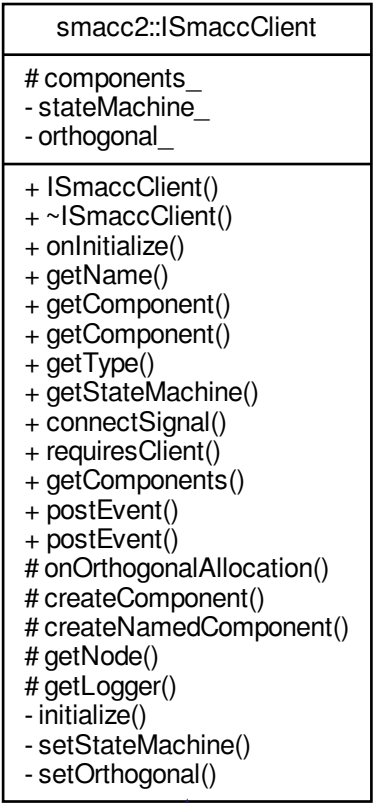 smacc2::ISmaccClient
# components_
- stateMachine_
- orthogonal_
+ ISmaccClient()
+ ~ISmaccClient()
+ onInitialize()
+ getName()
+ getComponent()
+ getComponent()
+ getType()
+ getStateMachine()
+ connectSignal()
+ requiresClient()
+ getComponents()
+ postEvent()
+ postEvent()
# onOrthogonalAllocation()
# createComponent()
# createNamedComponent()
# getNode()
# getLogger()
- initialize()
- setStateMachine()
- setOrthogonal()